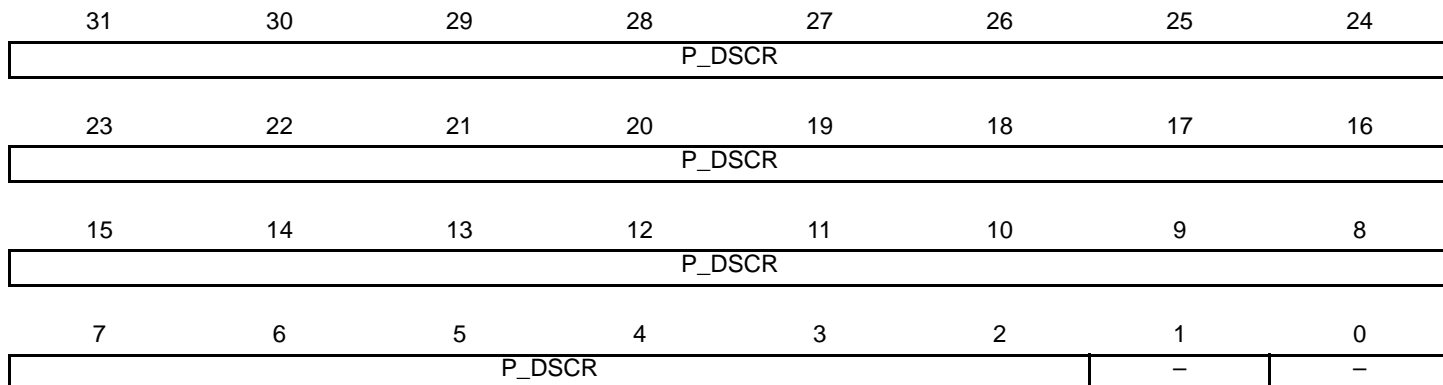 31 30 29 28 27 26 25 24
P_DSCR
23 22 21 20 19 18 17 16
P_DSCR
15 14 13 12 11 10 9 8
P_DSCR
7 6 5 4 3 2 1 0
P_DSCR – –